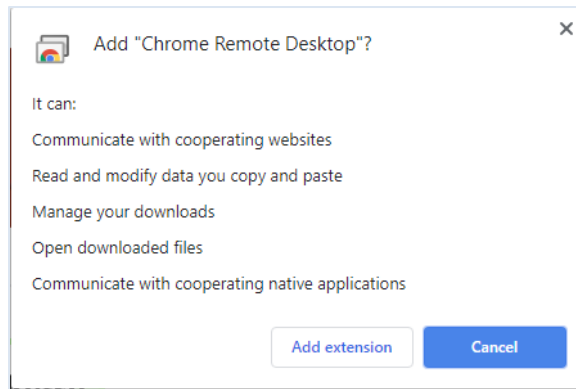 Add "Chrome Remote Desktop"?
It can:
Communicate with cooperating websites
Read and modify data you copy and paste
Manage your downloads
Open downloaded files
Communicate with cooperating native applications
Add extension
Cancel